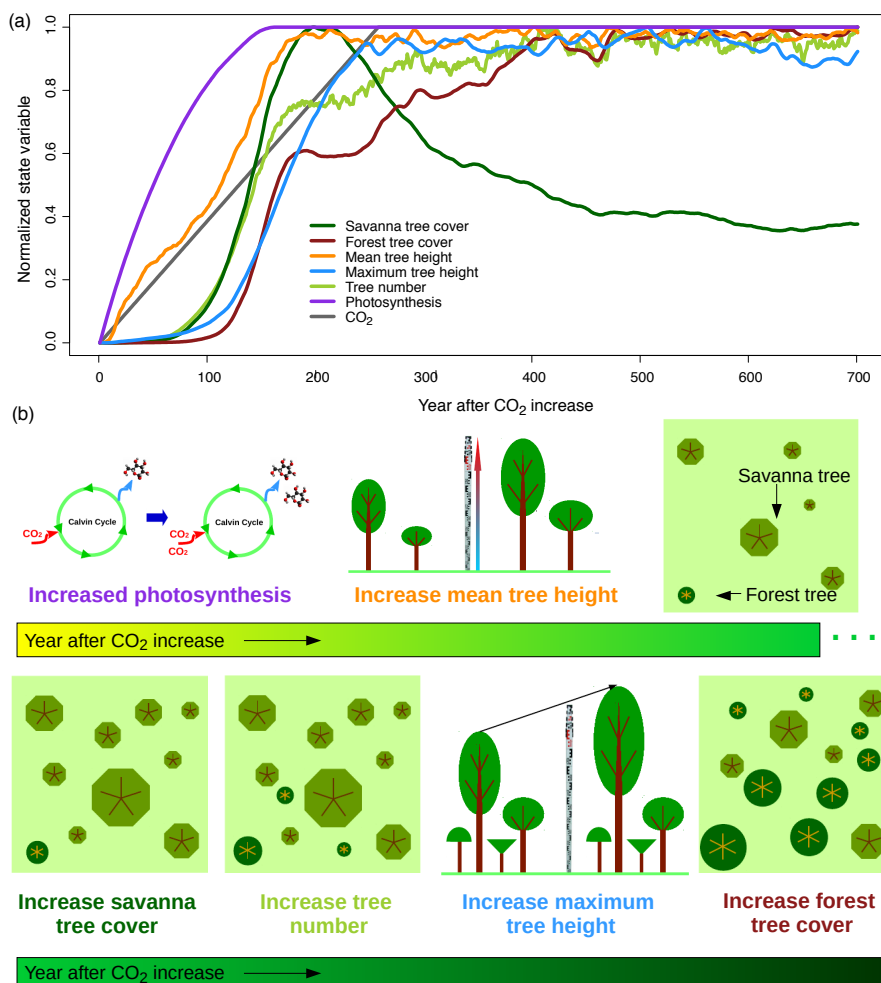 (a)
Normalized state variable
1.0
0.8
0.6
0.4
0.2
0.0
Savanna tree cover
Forest tree cover
Mean tree height
Maximum tree height
Tree number
Photosynthesis
CO₂
0 100 200 300 400 500 600 700
Year after CO₂ increase
(b)
Calvin Cycle
CO₂
Calvin Cycle
CO₂
CO₂
Savanna tree
Forest tree
Increased photosynthesis
Increase mean tree height
Year after CO₂ increase
Increase savanna
tree cover
Increase tree
number
Increase maximum
tree height
Increase forest
tree cover
Year after CO₂ increase